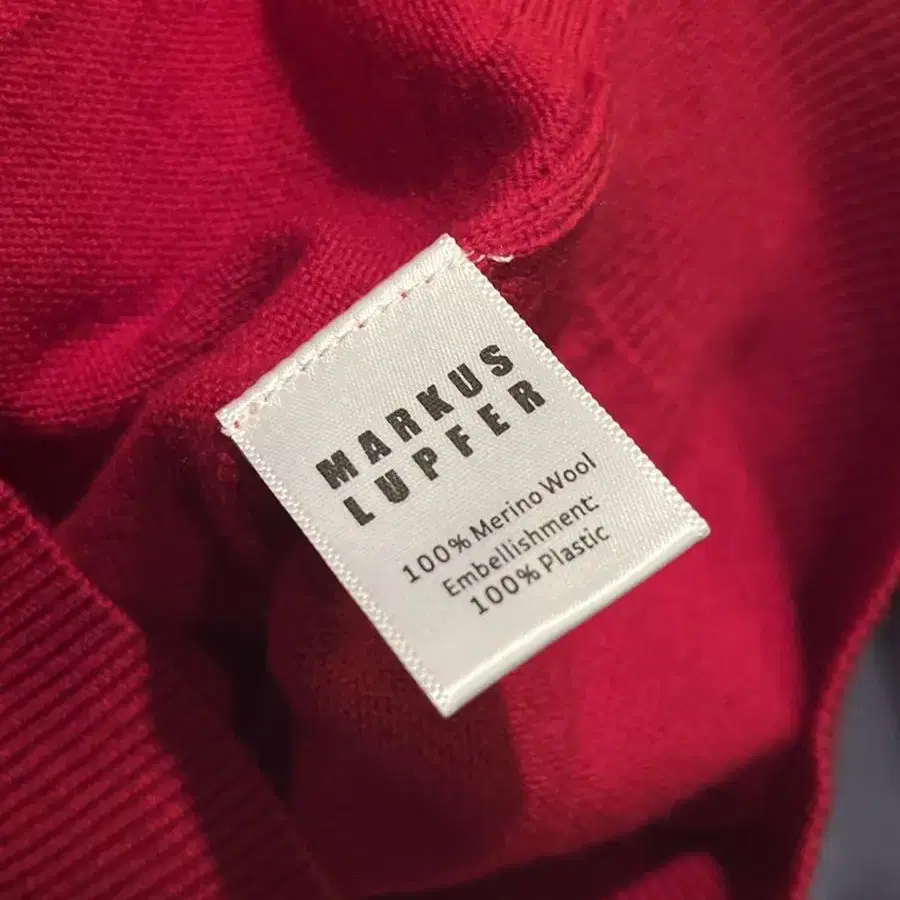 MARKUS
LUPFER
100% Merino Wool
Embellishment:
100% Plastic